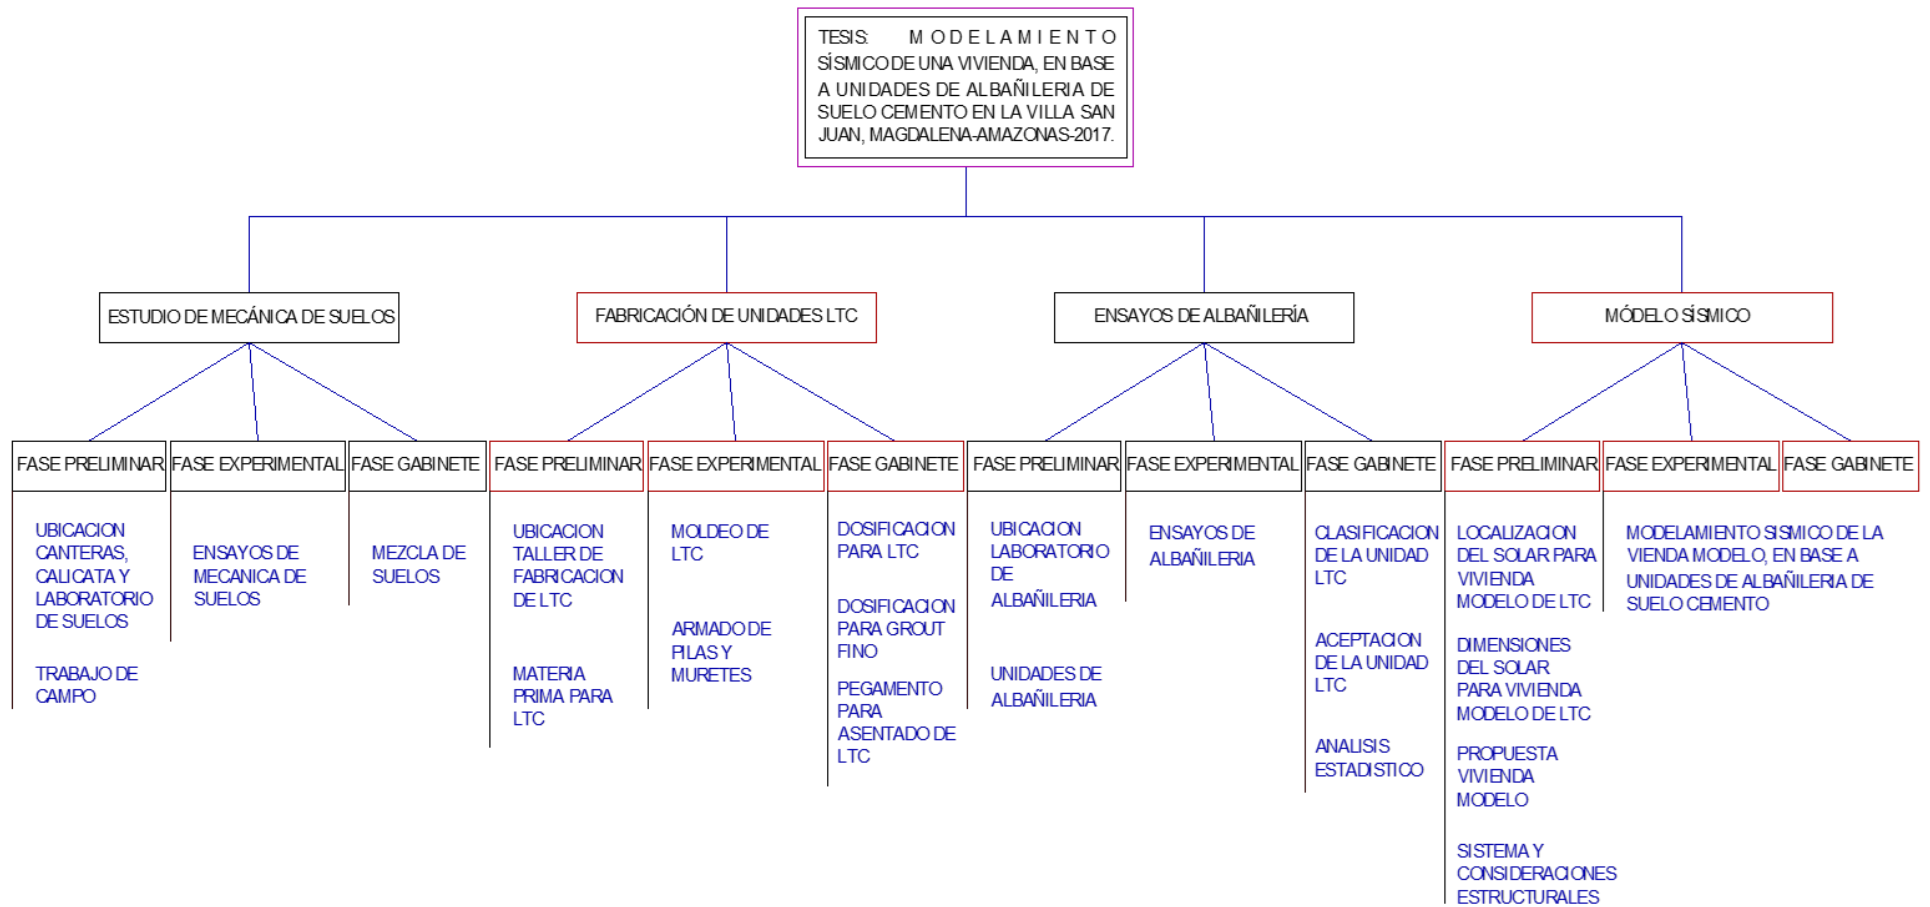 TESIS: MODELAMIENTO
SÍSMICO DE UNA VIVIENDA, EN BASE
A UNIDADES DE ALBAÑILERIA DE
SUELO CEMENTO EN LA VILLA SAN
JUAN, MAGDALENA-AMAZONAS-2017.
ESTUDIO DE MECÁNICA DE SUELOS
FABRICACIÓN DE UNIDADES LTC
ENSAYOS DE ALBAÑILERÍA
MÓDELO SÍSMICO
FASE PRELIMINAR
FASE EXPERIMENTAL
FASE GABINETE
FASE PRELIMINAR
FASE EXPERIMENTAL
FASE GABINETE
FASE PRELIMINAR
FASE EXPERIMENTAL
FASE GABINETE
FASE PRELIMINAR
FASE EXPERIMENTAL
FASE GABINETE
UBICACION
CANTERAS,
CALICATA Y
LABORATORIO
DE SUELOS
TRABAJO DE
CAMPO
ENSAYOS DE
MECANICA DE
SUELOS
MEZCLA DE
SUELOS
UBICACION
TALLER DE
FABRICACION
DE LTC
MATERIA
PRIMA PARA
LTC
MOLDEO DE
LTC
ARMADO DE
PILAS Y
MURETES
DOSIFICACION
PARA LTC
DOSIFICACION
PARA GROUT
FINO
PEGAMENTO
PARA
ASENTADO DE
LTC
UBICACION
LABORATORIO
DE
ALBAÑILERIA
UNIDADES DE
ALBAÑILERIA
ENSAYOS DE
ALBAÑILERIA
CLASIFICACION
DE LA UNIDAD
LTC
ACEPTACION
DE LA UNIDAD
LTC
ANALISIS
ESTADISTICO
LOCALIZACION
DEL SOLAR PARA
VIVIENDA
MODELO DE LTC
DIMENSIONES
DEL SOLAR
PARA VIVIENDA
MODELO DE LTC
PROPUESTA
VIVIENDA
MODELO
SISTEMA Y
CONSIDERACIONES
ESTRUCTURALES
MODELAMIENTO SISMICO DE LA
VIENDA MODELO, EN BASE A
UNIDADES DE ALBAÑILERIA DE
SUELO CEMENTO